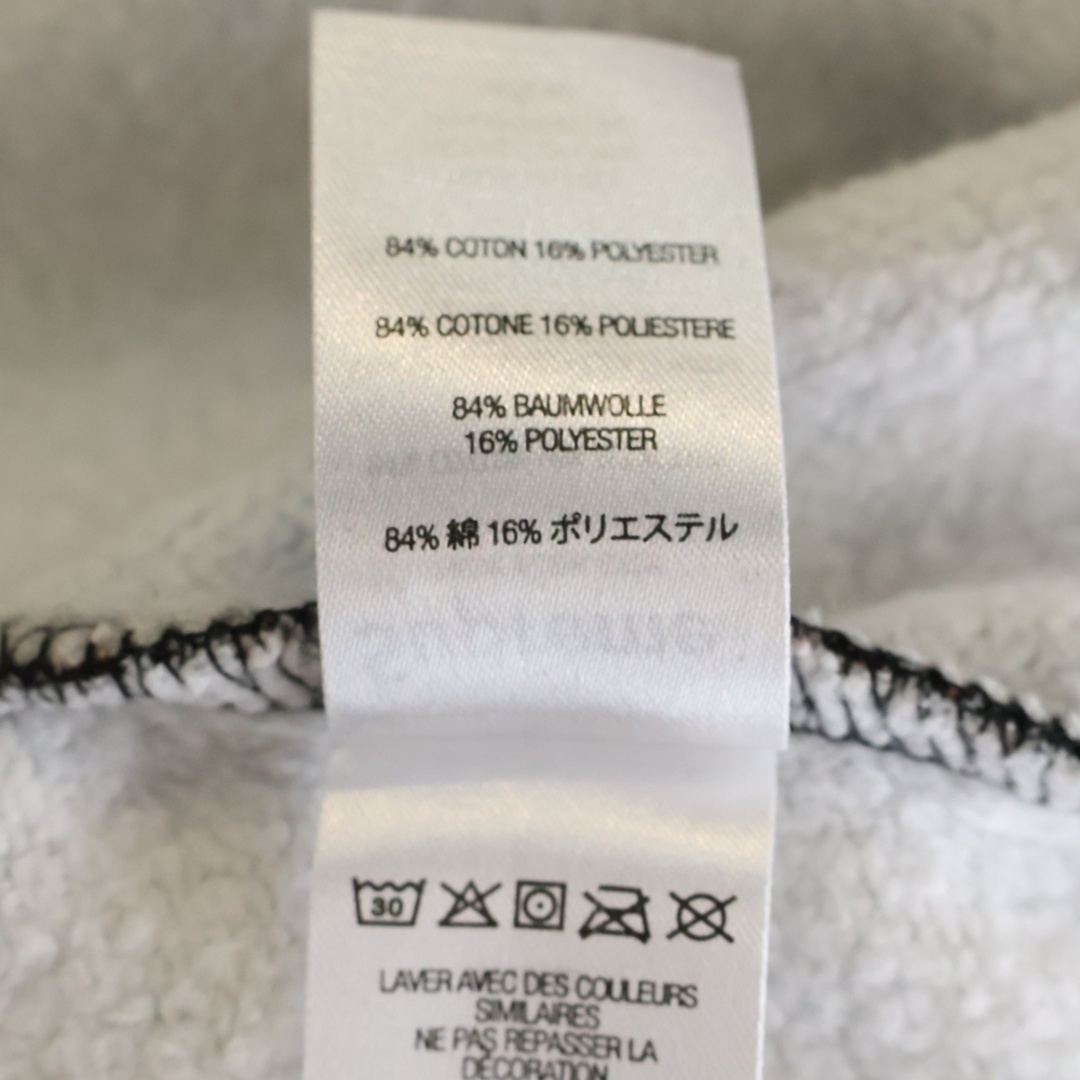 84% COTON 16% POLYESTER
84% COTONE 16% POLIESTERE
84% BAUMWOLLE
16% POLYESTER
84% 綿 16% ポリエステル
30
LAVER AVEC DES COULEURS
SIMILAIRES
NE PAS REPASSER LA
DÉCORATION